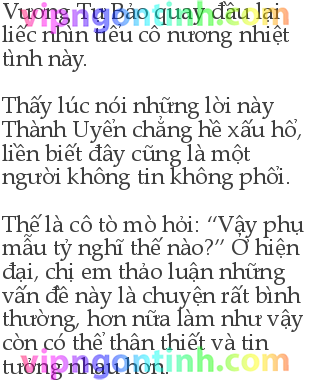 Vương Tư Bảo quay đầu lại
vipngontinh.com
liếc nhìn tiểu cô nương nhiệt
tình này.
Thấy lúc nói những lời này
Thành Uyển chẳng hề xấu hổ,
liền biết đây cũng là một
người không tin không phổi.
Thế là cô tò mò hỏi: “Vậy phụ
mẫu tỷ nghĩ thế nào?” Ở hiện
đại, chị em thảo luận những
vấn đề này là chuyện rất bình
thường, hơn nữa làm như vậy
còn có thể thân thiết và tin
vipngontinh.com
tưởng nhau hơn.